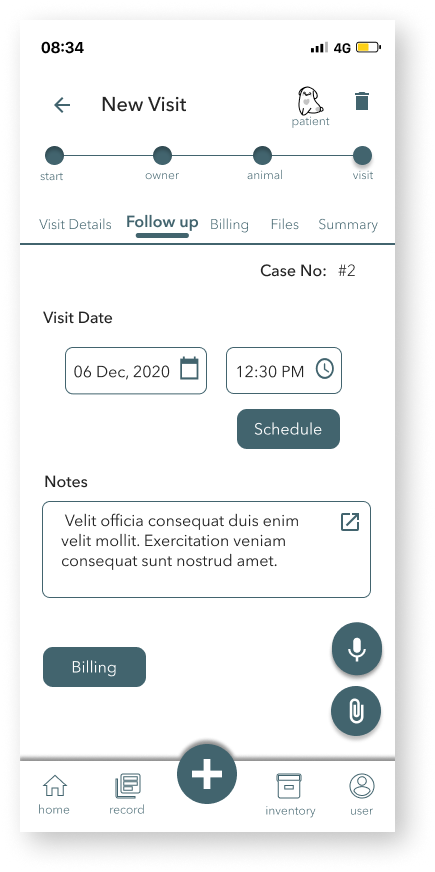 08:34
4G
New Visit
patient
start owner animal visit
Visit Details Follow up Billing Files Summary
Case No: #2
Visit Date
06 Dec, 2020 12:30 PM
Schedule
Notes
Velit officia consequat duis enim
velit mollit. Exercitation veniam
consequat sunt nostrud amet.
Billing
home record inventory user